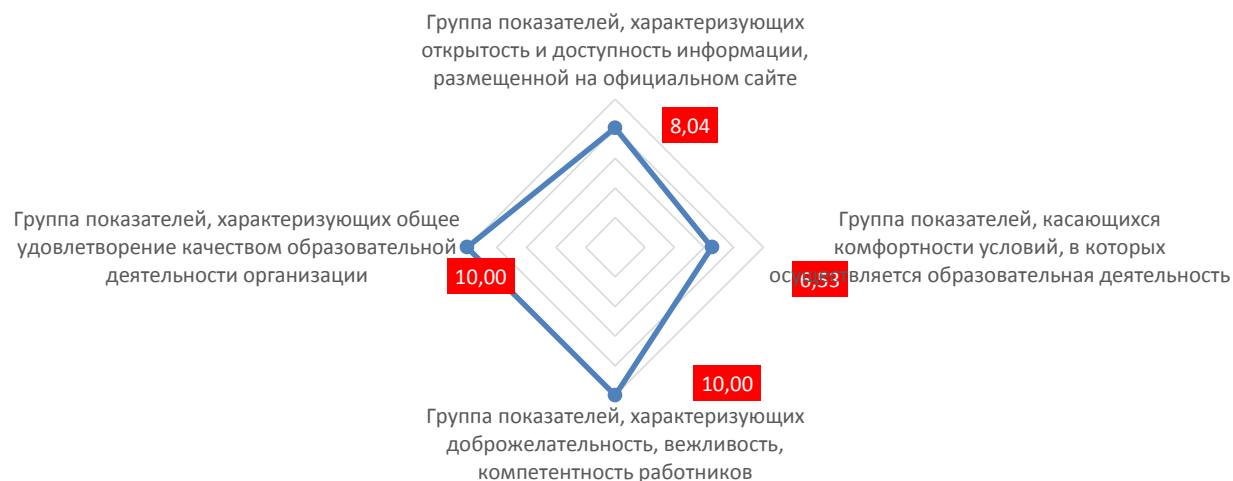 Группа показателей, характеризующих
открытость и доступность информации,
размещенной на официальном сайте
8,04
Группа показателей, характеризующих общее
удовлетворение качеством образовательной
деятельности организации
10,00
Группа показателей, касающихся
комфортности условий, в которых
осуществляется образовательная деятельность
6,53
10,00
Группа показателей, характеризующих
доброжелательность, вежливость,
компетентность работников